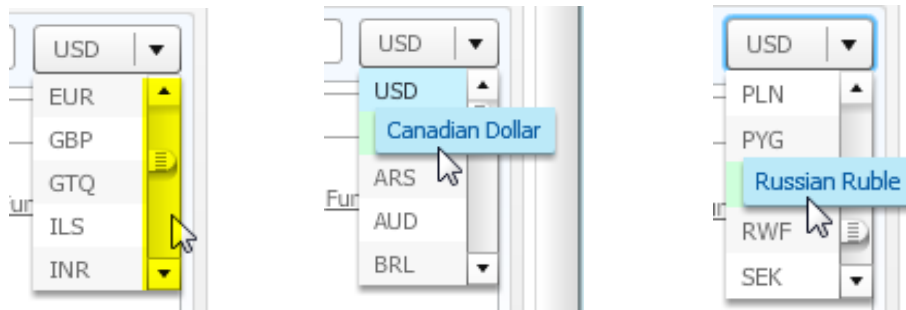 USD
EUR
GBP
GTQ
ILS
INR
USD
USD
Canadian Dollar
ARS
Fur
AUD
BRL
USD
PLN
PYG
Russian Ruble
RWF
SEK